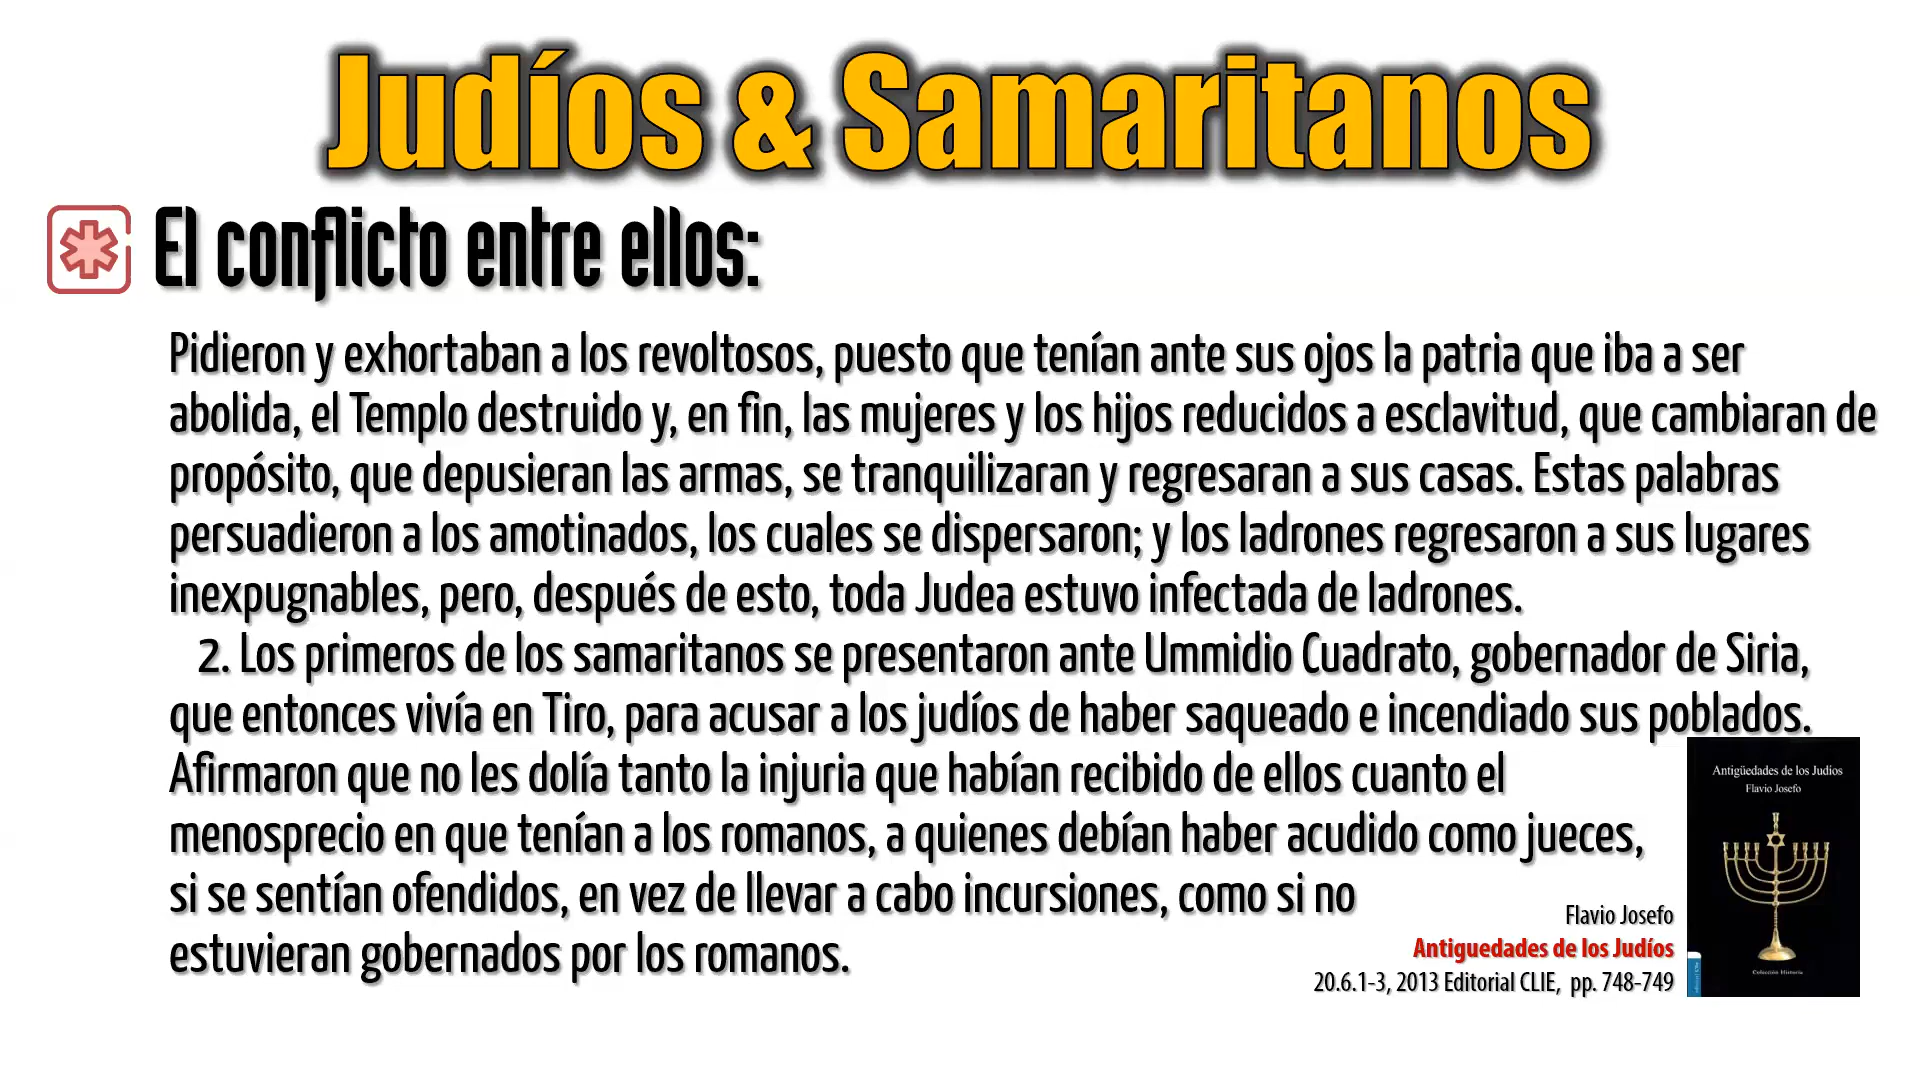 Judíos & Samaritanos
El conflicto entre ellos:
Pidieron y exhortaban a los revoltosos, puesto que tenían ante sus ojos la patria que iba a ser
abolida, el Templo destruido y, en fin, las mujeres y los hijos reducidos a esclavitud, que cambiaran de
propósito, que depusieran las armas, se tranquilizaran y regresaran a sus casas. Estas palabras
persuadieron a los amotinados, los cuales se dispersaron; y los ladrones regresaron a sus lugares
inexpugnables, pero, después de esto, toda Judea estuvo infectada de ladrones.
2. Los primeros de los samaritanos se presentaron ante Ummidio Cuadrato, gobernador de Siria,
que entonces vivía en Tiro, para acusar a los judíos de haber saqueado e incendiado sus poblados.
Afirmaron que no les dolía tanto la injuria que habían recibido de ellos cuanto el
menosprecio en que tenían a los romanos, a quienes debían haber acudido como jueces,
si se sentían ofendidos, en vez de llevar a cabo incursiones, como si no
estuvieran gobernados por los romanos.
Flavio Josefo
Antiguedades de los Judíos
20.6.1-3, 2013 Editorial CLIE, pp. 748-749
Antigüedades de los Judíos
Flavio Josefo
Colección Historia